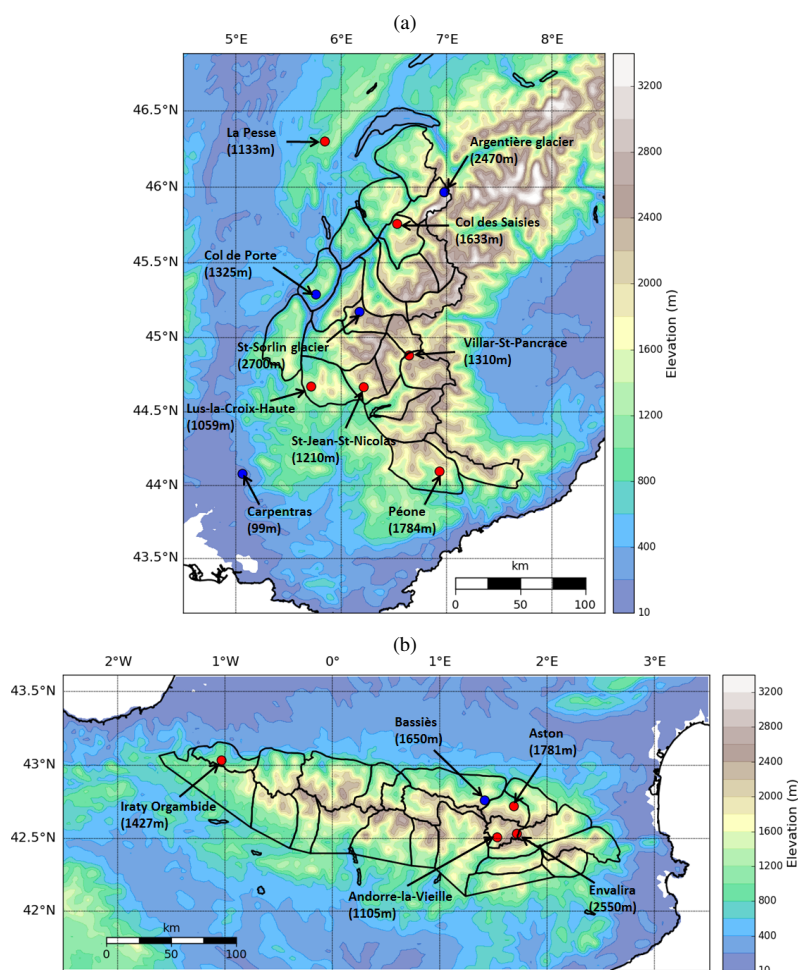 (a)
5°E 6°E 7°E 8°E
46.5°N
46°N
45.5°N
45°N
44.5°N
44°N
43.5°N
La Pesse
(1133m)
Argentière glacier
(2470m)
Col des Saisies
(1633m)
Col de Porte
(1325m)
St-Sorlin glacier
(2700m)
Villar-St-Pancrace
(1310m)
Lus-la-Croix-Haute
(1059m)
St-Jean-St-Nicolas
(1210m)
Carpentras
(99m)
Péone
(1784m)
km
0 50 100
3200
2800
2400
2000
1600
1200
800
400
10
Elevation (m)
(b)
2°W 1°W 0° 1°E 2°E 3°E
43.5°N
43°N
42.5°N
42°N
Bassiès
(1650m)
Aston
(1781m)
Iraty Orgambide
(1427m)
Andorre-la-Vieille
(1105m)
Envalira
(2550m)
km
0 50 100
3200
2800
2400
2000
1600
1200
800
400
10
Elevation (m)